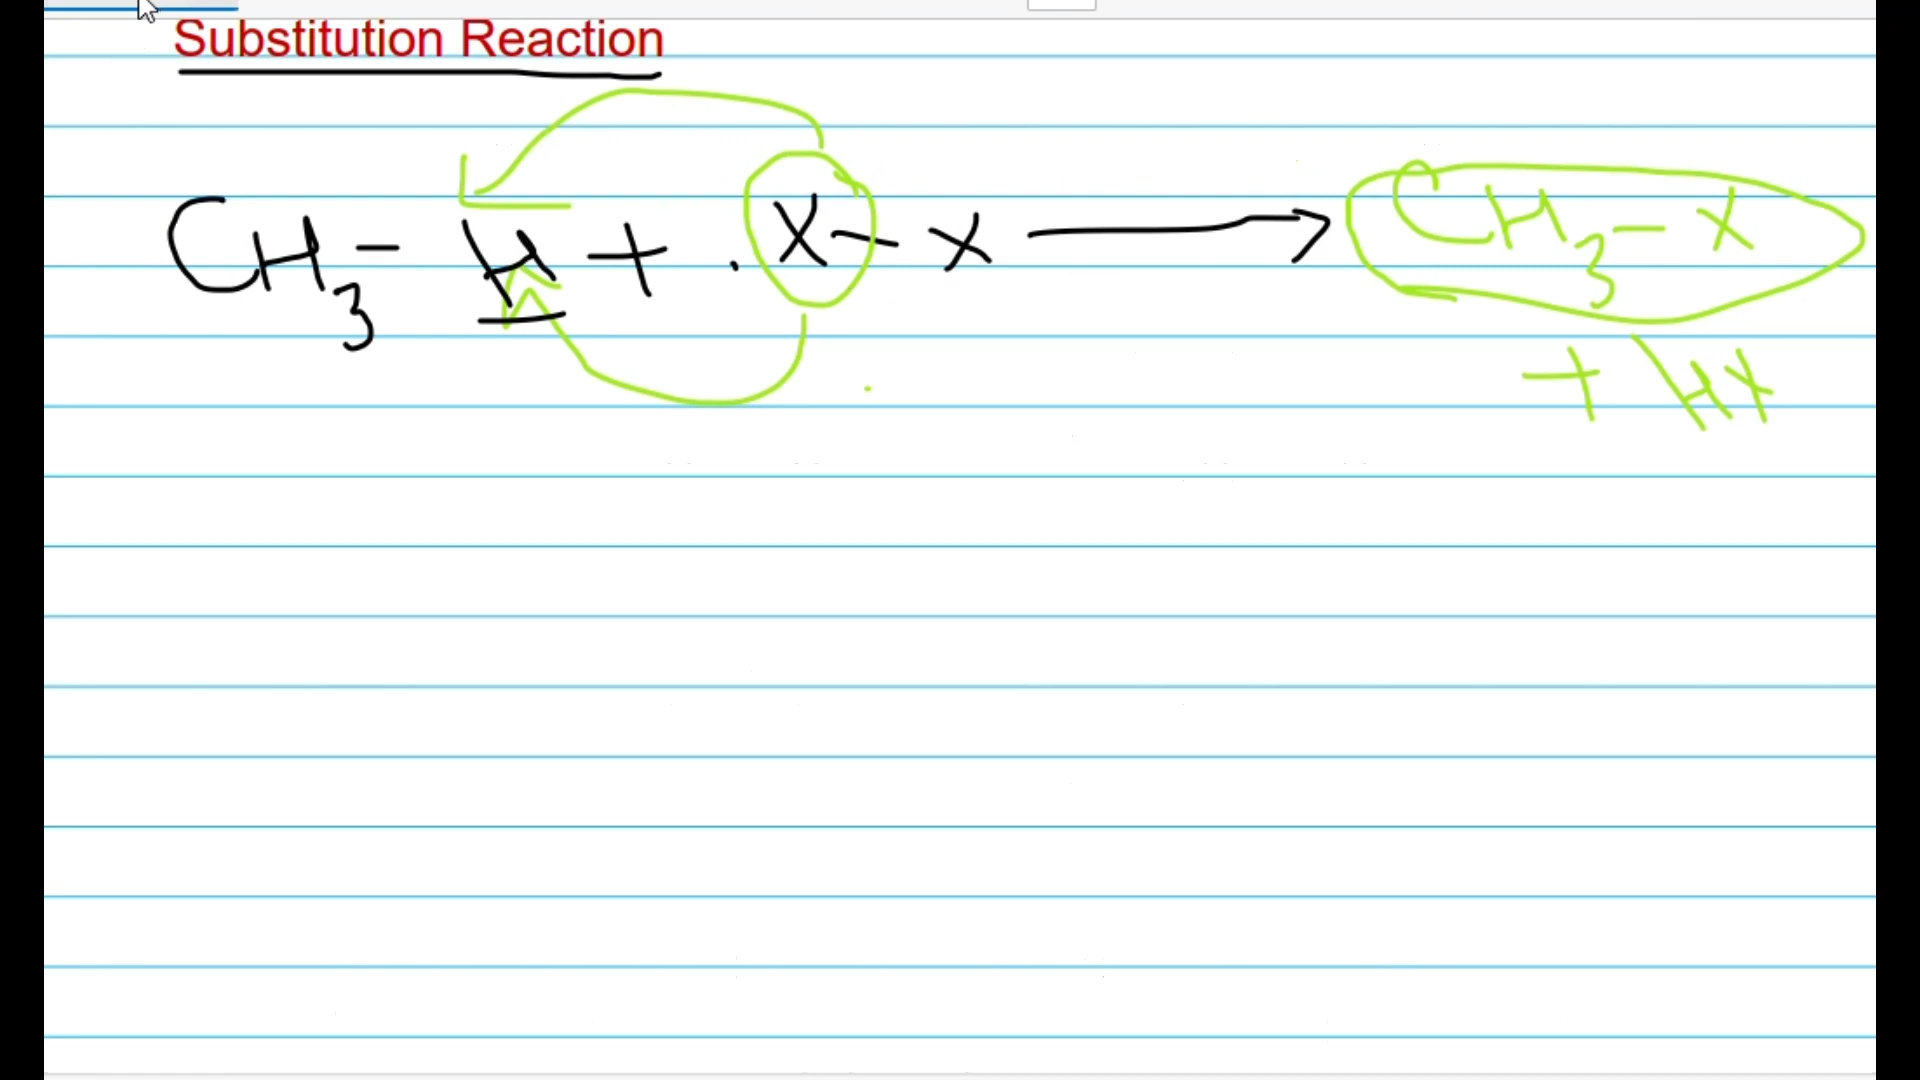 Substitution Reaction
CH3 - H + X - X ⟶ CH3 - X
+ HX